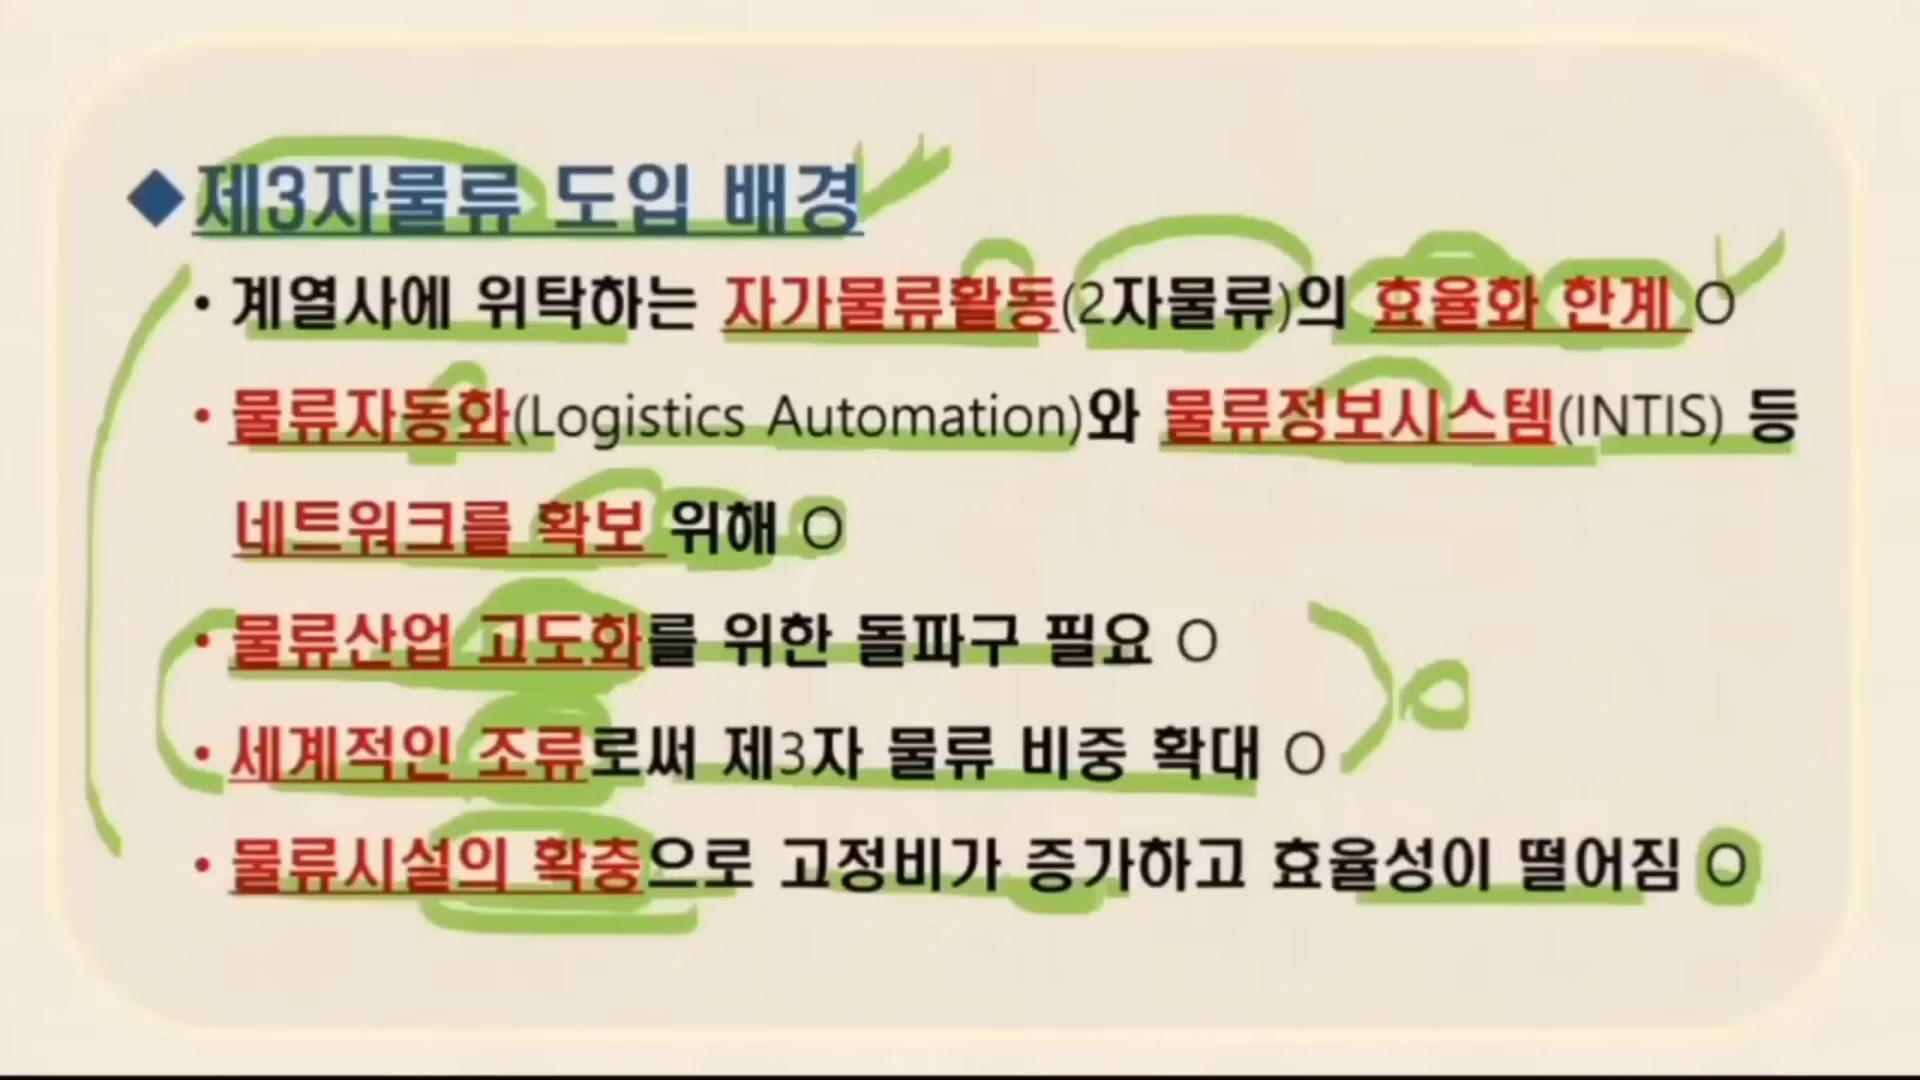 ◆제3자물류 도입 배경
• 계열사에 위탁하는 자가물류활동(2자물류)의 효율화 한계 O
• 물류자동화(Logistics Automation)와 물류정보시스템(INTIS) 등
네트워크를 확보 위해 O
• 물류산업 고도화를 위한 돌파구 필요 O
• 세계적인 조류로써 제3자 물류 비중 확대 O
• 물류시설의 확충으로 고정비가 증가하고 효율성이 떨어짐 O